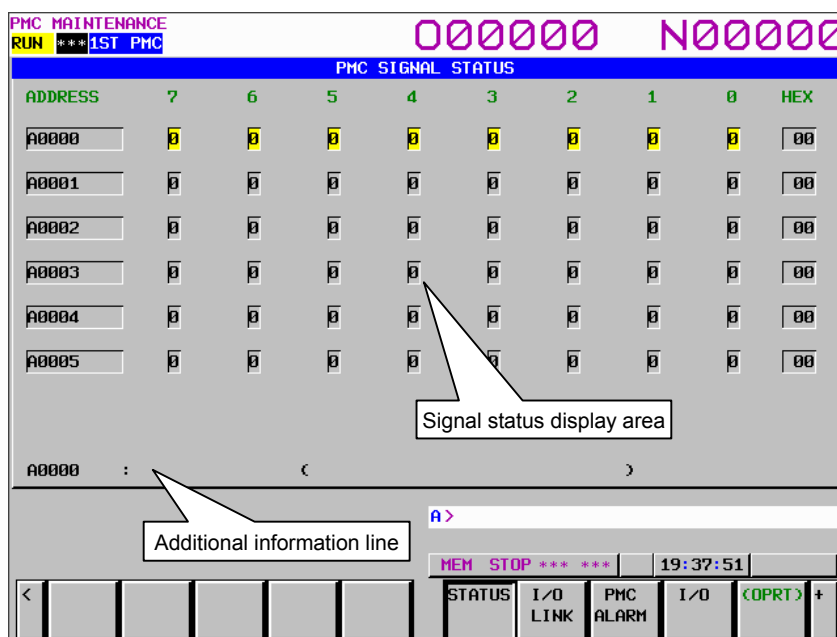 PMC MAINTENANCE
RUN ***1ST PMC O00000 N00000
PMC SIGNAL STATUS
ADDRESS 7 6 5 4 3 2 1 0 HEX
A0000 0 0 0 0 0 0 0 0 00
A0001 0 0 0 0 0 0 0 0 00
A0002 0 0 0 0 0 0 0 0 00
A0003 0 0 0 0 0 0 0 0 00
A0004 0 0 0 0 0 0 0 0 00
A0005 0 0 0 0 0 0 0 0 00
Signal status display area
A0000 : ( )
Additional information line
A>
MEM STOP *** *** 19:37:51
< STATUS I/O LINK PMC ALARM I/O (OPRT) +